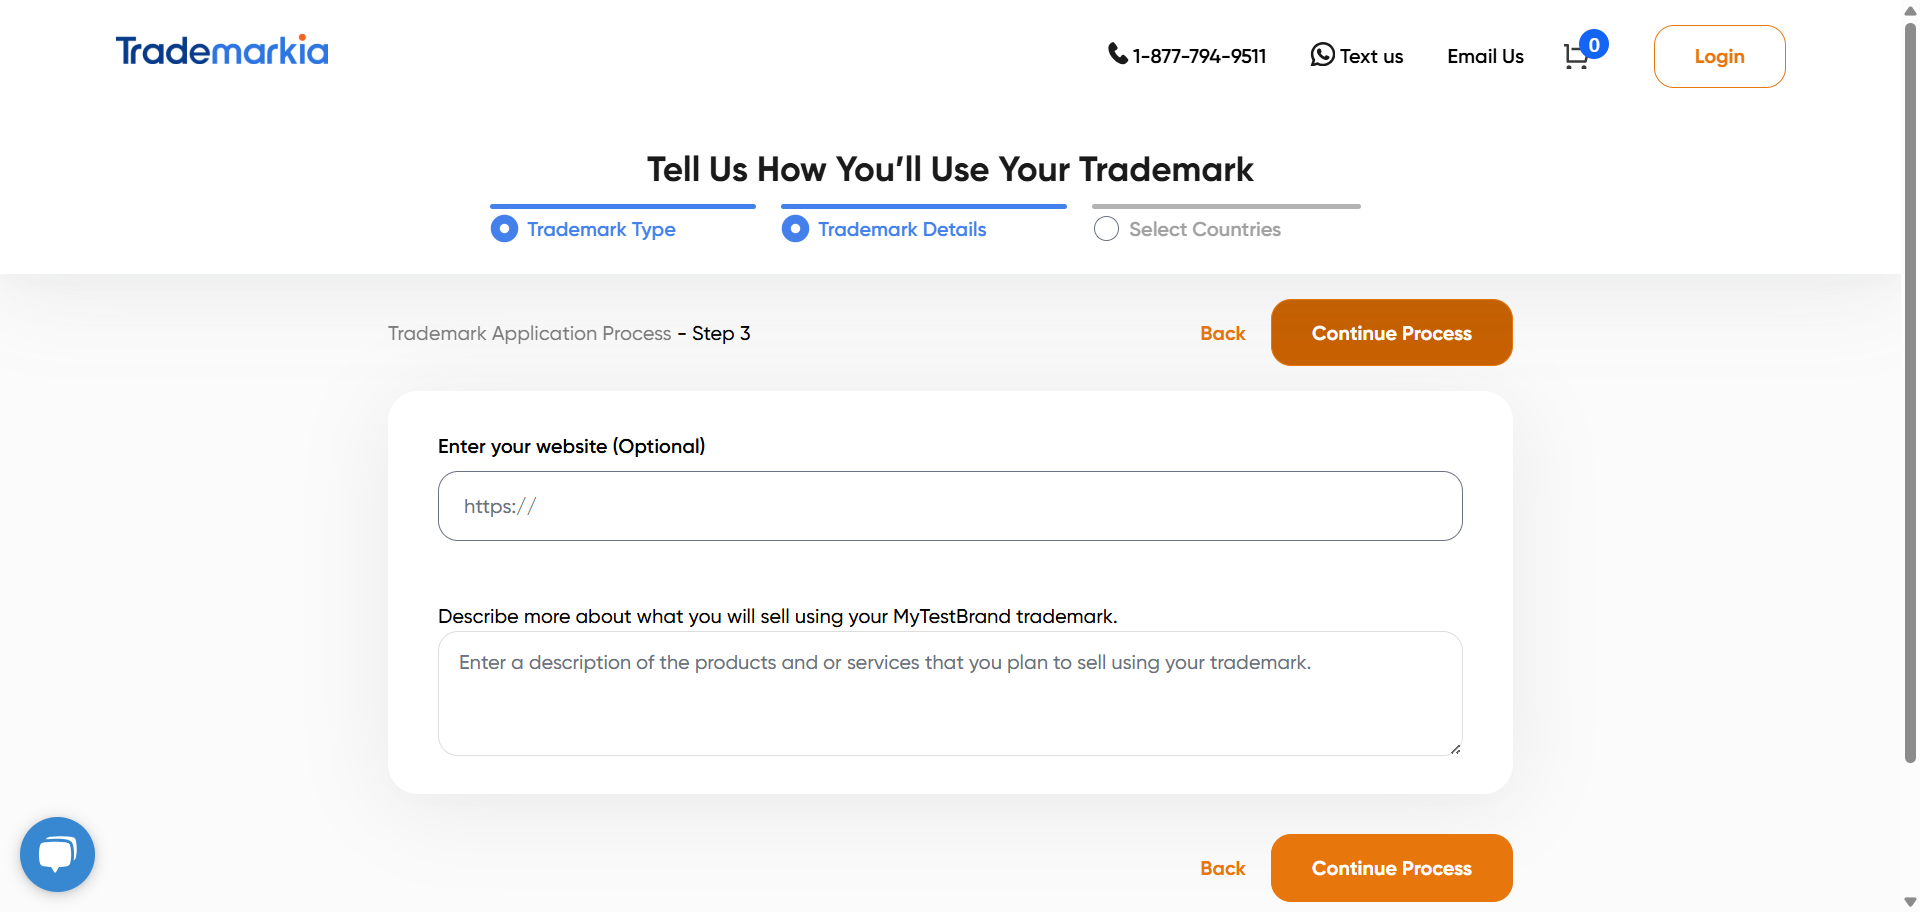 Trademarkia
1-877-794-9511
Text us
Email Us
0
Login
Tell Us How You’ll Use Your Trademark
Trademark Type
Trademark Details
Select Countries
Trademark Application Process - Step 3
Back
Continue Process
Enter your website (Optional)
https://
Describe more about what you will sell using your MyTestBrand trademark.
Enter a description of the products and or services that you plan to sell using your trademark.
Back
Continue Process